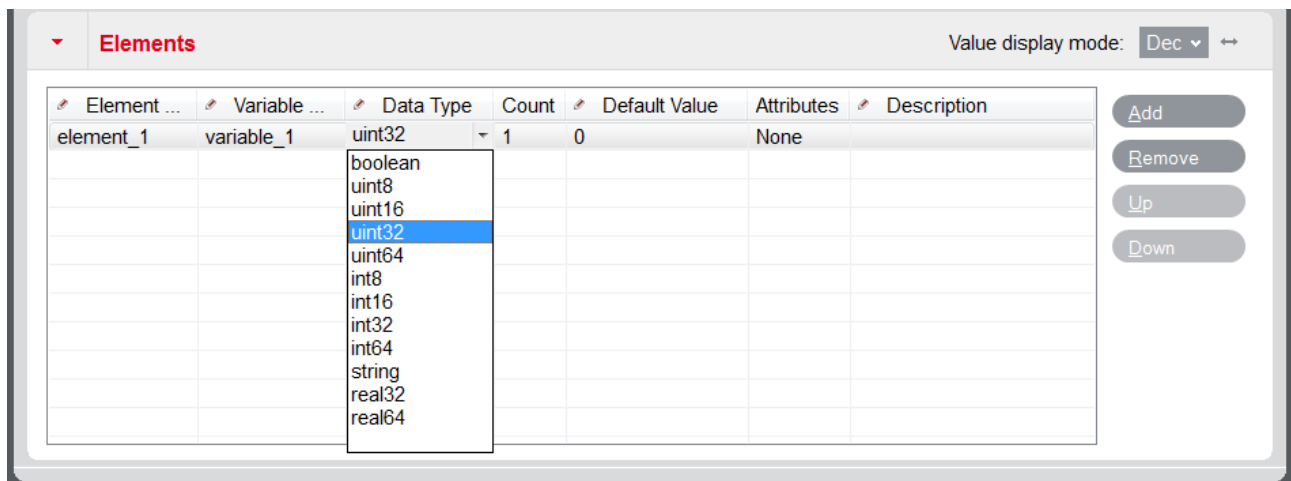 Elements Value display mode: Dec
Element ... Variable ... Data Type Count Default Value Attributes Description
element_1 variable_1 uint32 1 0 None
boolean
uint8
uint16
uint32
uint64
int8
int16
int32
int64
string
real32
real64
Add
Remove
Up
Down